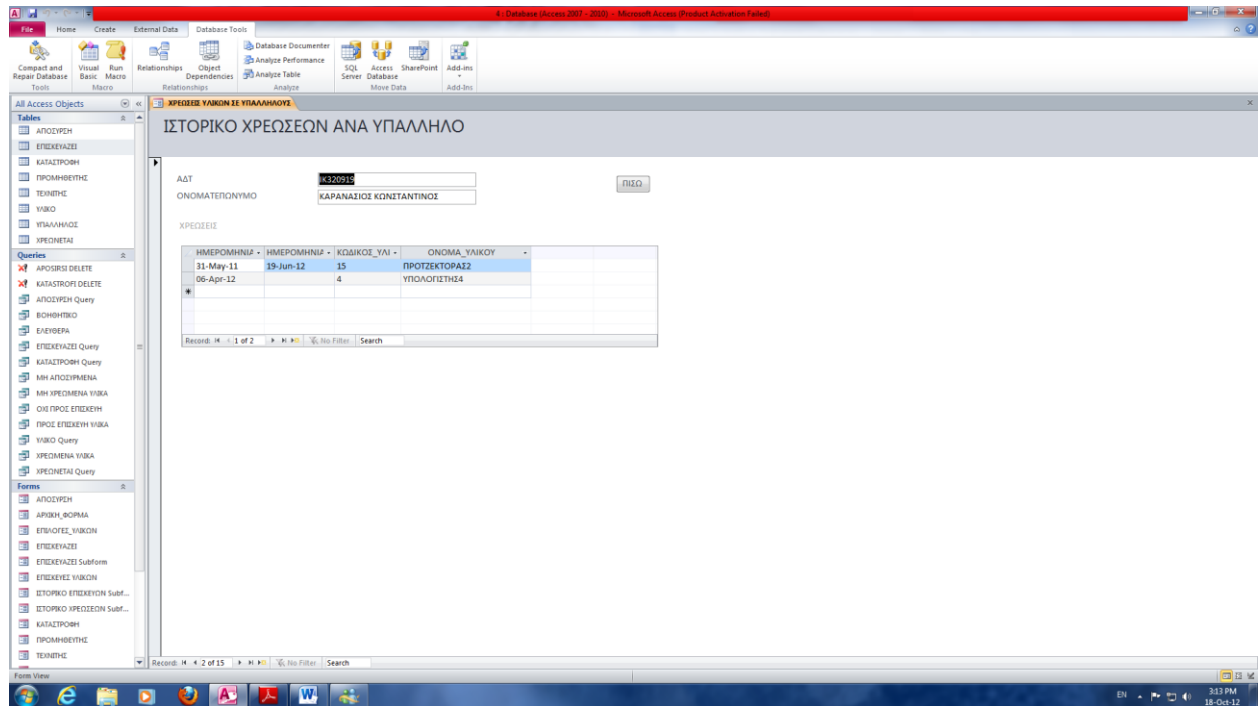 4 : Database (Access 2007 - 2010) - Microsoft Access (Product Activation Failed)
File Home Create External Data Database Tools
Compact and Repair Database
Visual Basic
Run Macro
Relationships
Object Dependencies
Database Documenter
Analyze Performance
Analyze Table
SQL Server
Access Database
SharePoint
Add-ins
Tools Macro Relationships Analyze Move Data Add-Ins
All Access Objects
Tables
ΑΠΟΣΥΡΣΗ
ΕΠΙΣΚΕΥΑΖΕΙ
ΚΑΤΑΣΤΡΟΦΗ
ΠΡΟΜΗΘΕΥΤΗΣ
ΤΕΧΝΙΤΗΣ
ΥΛΙΚΟ
ΥΠΑΛΛΗΛΟΣ
ΧΡΕΩΝΕΤΑΙ
Queries
APOSIRSI DELETE
KATASTROFI DELETE
ΑΠΟΣΥΡΣΗ Query
ΒΟΗΘΗΤΙΚΟ
ΕΛΕΥΘΕΡΑ
ΕΠΙΣΚΕΥΑΖΕΙ Query
ΚΑΤΑΣΤΡΟΦΗ Query
ΜΗ ΑΠΟΣΥΡΜΕΝΑ
ΜΗ ΧΡΕΩΜΕΝΑ ΥΛΙΚΑ
ΟΧΙ ΠΡΟΣ ΕΠΙΣΚΕΥΗ
ΠΡΟΣ ΕΠΙΣΚΕΥΗ ΥΛΙΚΑ
ΥΛΙΚΟ Query
ΧΡΕΩΜΕΝΑ ΥΛΙΚΑ
ΧΡΕΩΝΕΤΑΙ Query
Forms
ΑΠΟΣΥΡΣΗ
ΑΡΧΙΚΗ_ΦΟΡΜΑ
ΕΠΙΛΟΓΕΣ_ΥΛΙΚΩΝ
ΕΠΙΣΚΕΥΑΖΕΙ
ΕΠΙΣΚΕΥΑΖΕΙ Subform
ΕΠΙΣΚΕΥΕΣ ΥΛΙΚΩΝ
ΙΣΤΟΡΙΚΟ ΕΠΙΣΚΕΥΩΝ Subf...
ΙΣΤΟΡΙΚΟ ΧΡΕΩΣΕΩΝ Subf...
ΚΑΤΑΣΤΡΟΦΗ
ΠΡΟΜΗΘΕΥΤΗΣ
ΤΕΧΝΙΤΗΣ
ΧΡΕΩΣΕΙΣ ΥΛΙΚΩΝ ΣΕ ΥΠΑΛΛΗΛΟΥΣ
ΙΣΤΟΡΙΚΟ ΧΡΕΩΣΕΩΝ ΑΝΑ ΥΠΑΛΛΗΛΟ
ΑΔΤ ΙΚ320919
ΠΙΣΩ
ΟΝΟΜΑΤΕΠΩΝΥΜΟ ΚΑΡΑΝΑΣΙΟΣ ΚΩΝΣΤΑΝΤΙΝΟΣ
ΧΡΕΩΣΕΙΣ
ΗΜΕΡΟΜΗΝΙΑ ΗΜΕΡΟΜΗΝΙΑ ΚΩΔΙΚΟΣ_ΥΛΙ ΟΝΟΜΑ_ΥΛΙΚΟΥ
31-May-11 19-Jun-12 15 ΠΡΟΤΖΕΚΤΟΡΑΣ2
06-Apr-12 4 ΥΠΟΛΟΓΙΣΤΗΣ4
Record: 1 of 2 No Filter Search
Record: 2 of 15 No Filter Search
Form View
EN 3:13 PM
18-Oct-12